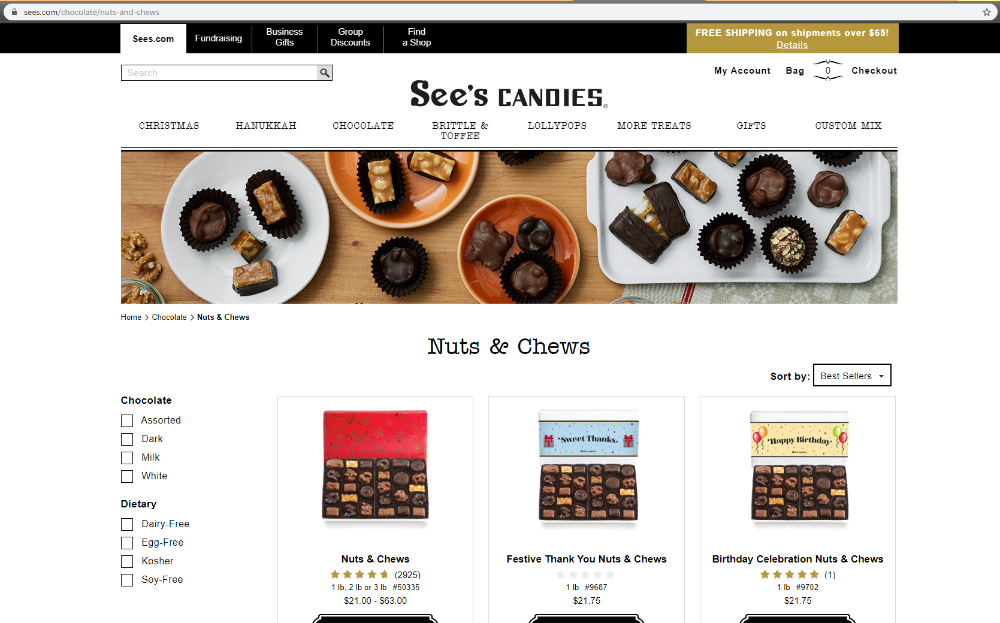 sees.com/chocolate/nuts-and-chews
Sees.com
Fundraising
Business
Gifts
Group
Discounts
Find
a Shop
FREE SHIPPING on shipments over $65!
Details
Search
My Account
Bag
0
Checkout
See's CANDIES®
CHRISTMAS
HANUKKAH
CHOCOLATE
BRITTLE &
TOFFEE
LOLLYPOPS
MORE TREATS
GIFTS
CUSTOM MIX
Home > Chocolate > Nuts & Chews
Nuts & Chews
Sort by: Best Sellers
Chocolate
Assorted
Dark
Milk
White
Dietary
Dairy-Free
Egg-Free
Kosher
Soy-Free
Nuts & Chews
(2925)
1 lb, 2 lb or 3 lb #50335
$21.00 - $63.00
Sweet Thanks.
SEE'S CANDIES
Festive Thank You Nuts & Chews
1 lb #9687
$21.75
Happy Birthday
SEE'S CANDIES
Birthday Celebration Nuts & Chews
(1)
1 lb #9702
$21.75